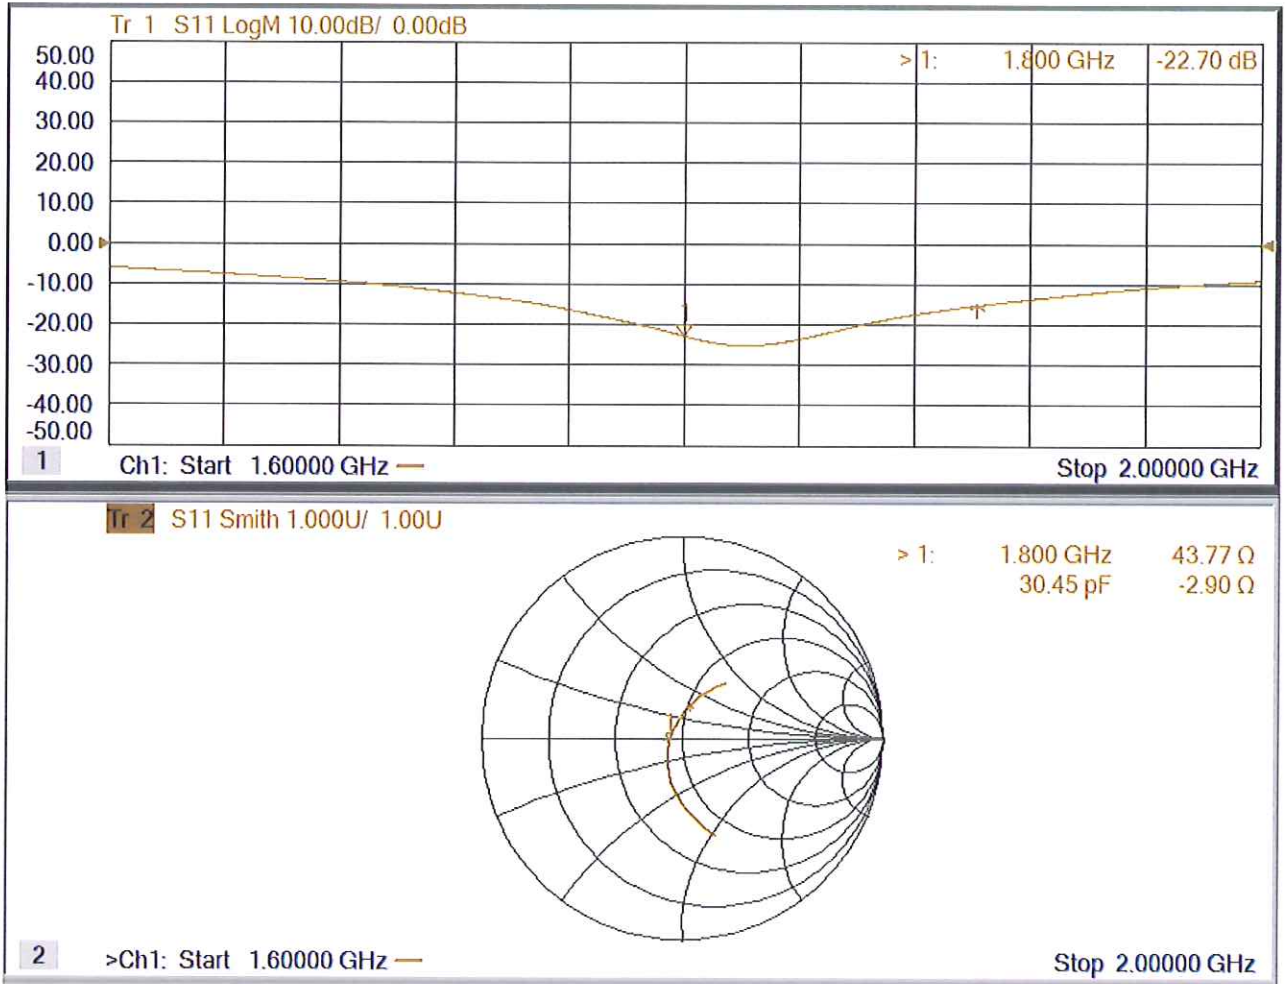 Tr 1 S11 LogM 10.00dB/ 0.00dB
50.00
> 1: 1.800 GHz -22.70 dB
40.00
30.00
20.00
10.00
0.00
-10.00
-20.00
-30.00
-40.00
-50.00
1 Ch1: Start 1.60000 GHz Stop 2.00000 GHz
Tr 2 S11 Smith 1.000U/ 1.00U
> 1: 1.800 GHz 43.77 Ω
30.45 pF -2.90 Ω
2 >Ch1: Start 1.60000 GHz Stop 2.00000 GHz